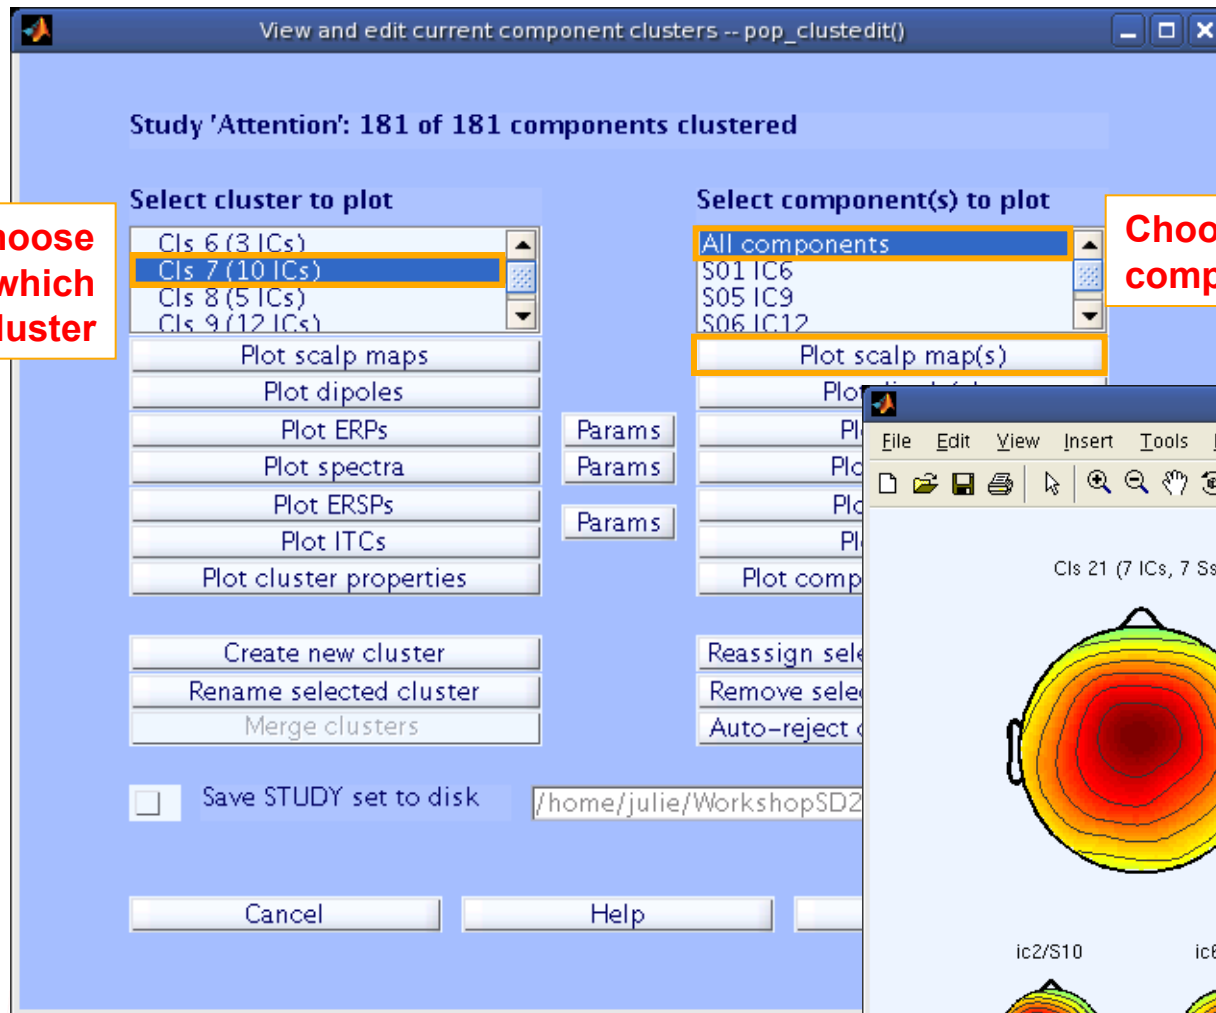 View and edit current component clusters -- pop_clustedit()
Study 'Attention': 181 of 181 components clustered
Select cluster to plot
Select component(s) to plot
which
Cls 6 (3 ICs)
Cls 7 (10 ICs)
Cls 8 (5 ICs)
Cls 9 (12 ICs)
All components
S01 IC6
S05 IC9
S06 IC12
Plot scalp maps
Plot scalp map(s)
Plot dipoles
Plot ERPs
Params
Plot spectra
Params
Plot ERSPs
Params
Plot ITCs
Plot cluster properties
Plot comp
Create new cluster
Reassign sele
Rename selected cluster
Remove sele
Merge clusters
Auto-reject
Save STUDY set to disk
/home/julie/WorkshopSD2
Cancel
Help
File Edit View Insert Tools
Cls 21 (7 ICs, 7 Ss
ic2/S10